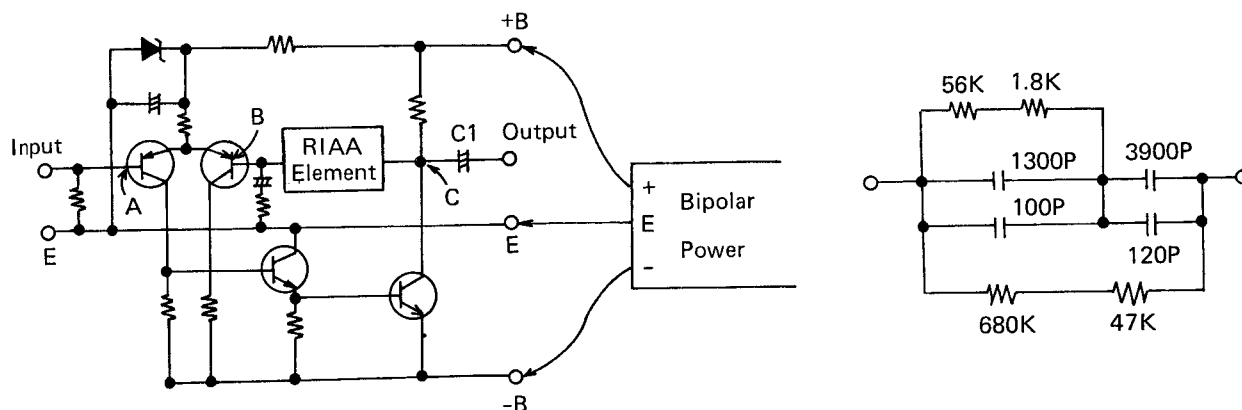 +B
B
RIAA
Element
C1
Output
Input
A
C
E
E
-B
+
E
-
Bipolar
Power
56K
1.8K
1300P
3900P
100P
120P
680K
47K